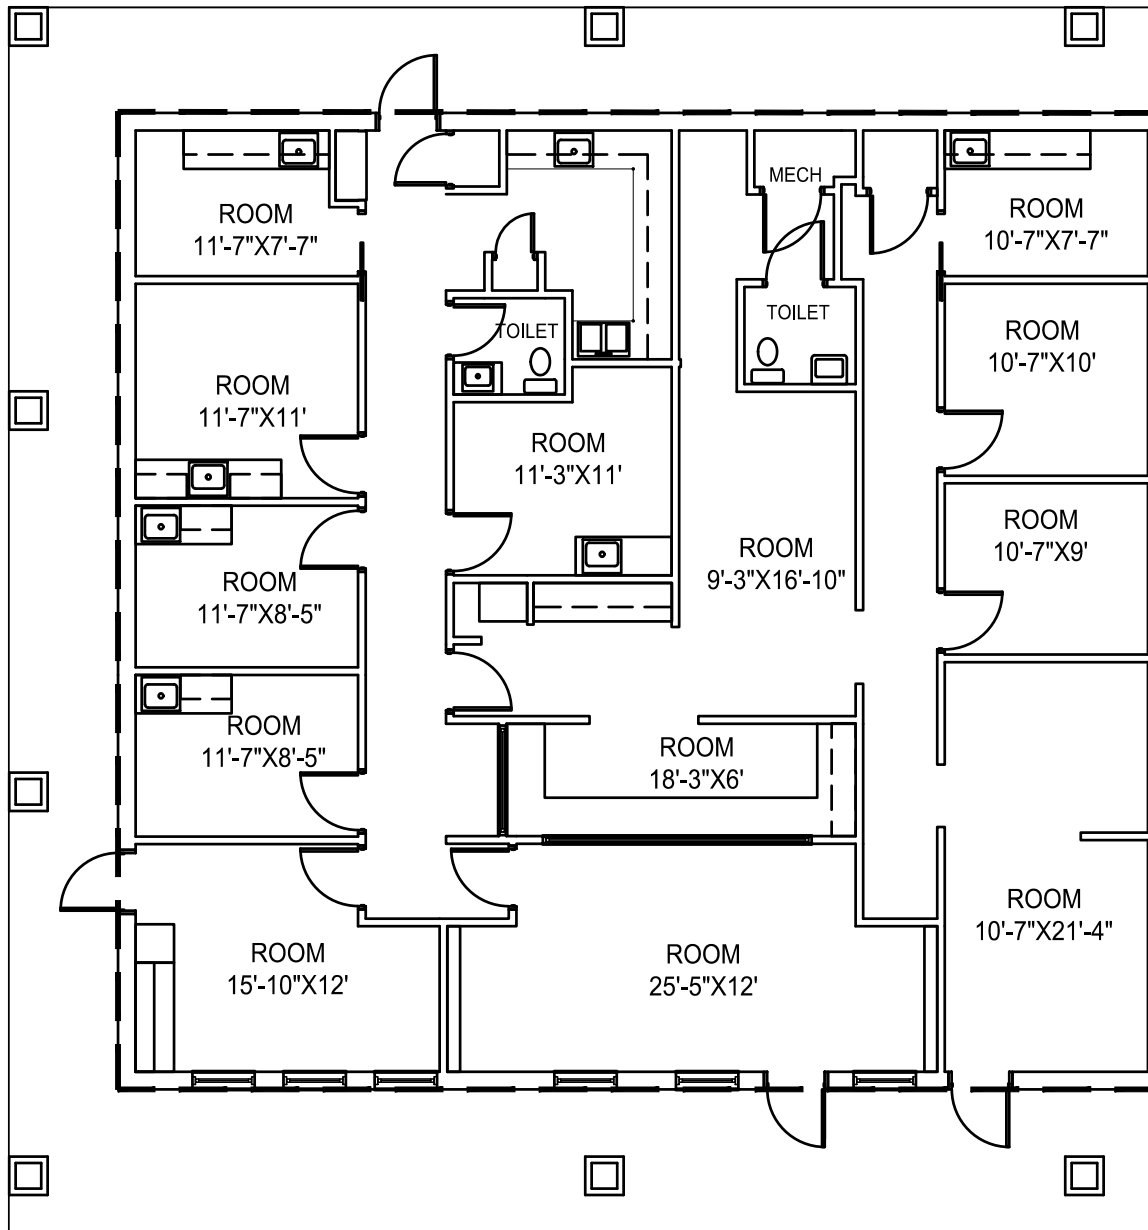 MECH
ROOM
11'-7"X7'-7"
ROOM
10'-7"X7'-7"
TOILET
TOILET
ROOM
10'-7"X10'
ROOM
11'-7"X11'
ROOM
11'-3"X11'
ROOM
10'-7"X9'
ROOM
9'-3"X16'-10"
ROOM
11'-7"X8'-5"
ROOM
11'-7"X8'-5"
ROOM
18'-3"X6'
ROOM
10'-7"X21'-4"
ROOM
15'-10"X12'
ROOM
25'-5"X12'